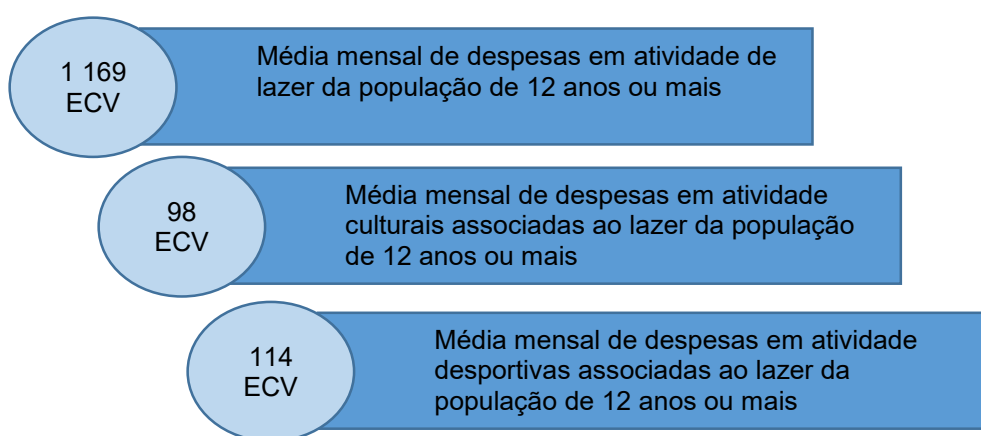 1 169
ECV
Média mensal de despesas em atividade de
lazer da população de 12 anos ou mais
98
ECV
Média mensal de despesas em atividade
culturais associadas ao lazer da população
de 12 anos ou mais
114
ECV
Média mensal de despesas em atividade
desportivas associadas ao lazer da
população de 12 anos ou mais